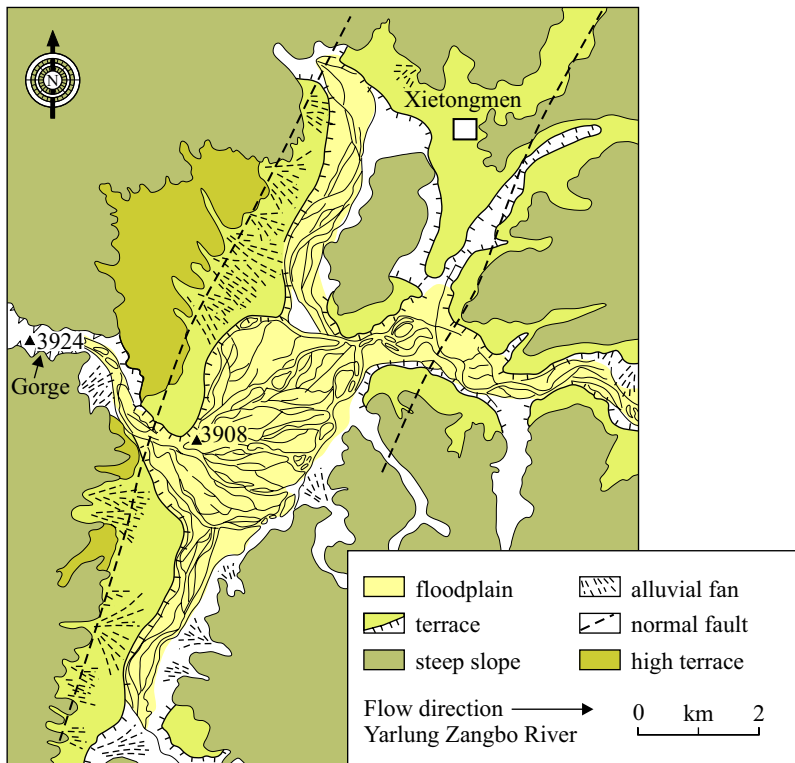 N
Xietongmen
3924
Gorge
3908
floodplain
alluvial fan
terrace
normal fault
steep slope
high terrace
Flow direction
Yarlung Zangbo River
0 km 2